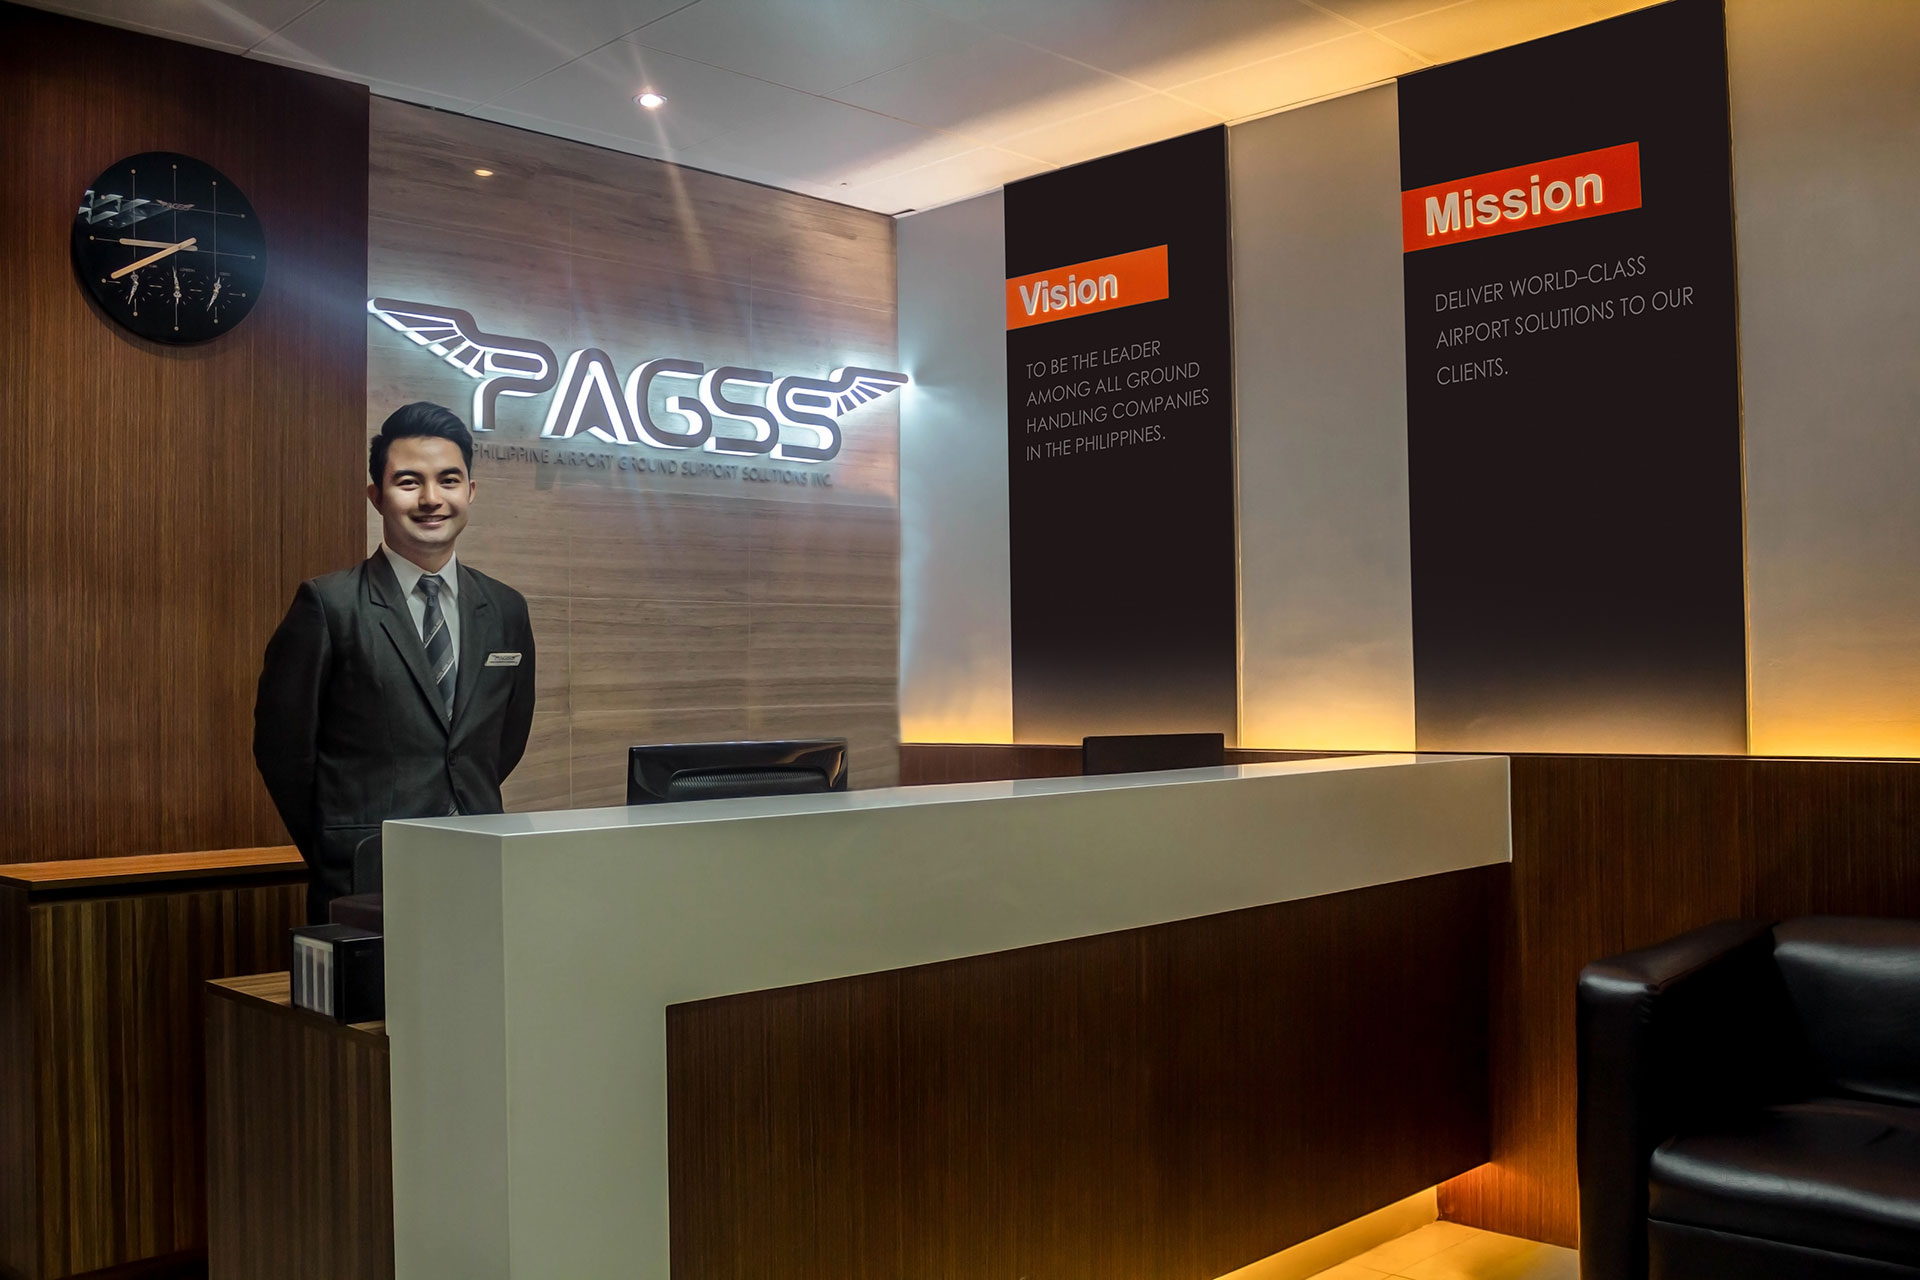 PAGSS
PHILIPPINE AIRPORT GROUND SUPPORT SOLUTIONS INC.
Vision
TO BE THE LEADER
AMONG ALL GROUND
HANDLING COMPANIES
IN THE PHILIPPINES.
Mission
DELIVER WORLD–CLASS
AIRPORT SOLUTIONS TO OUR
CLIENTS.
PAGSS